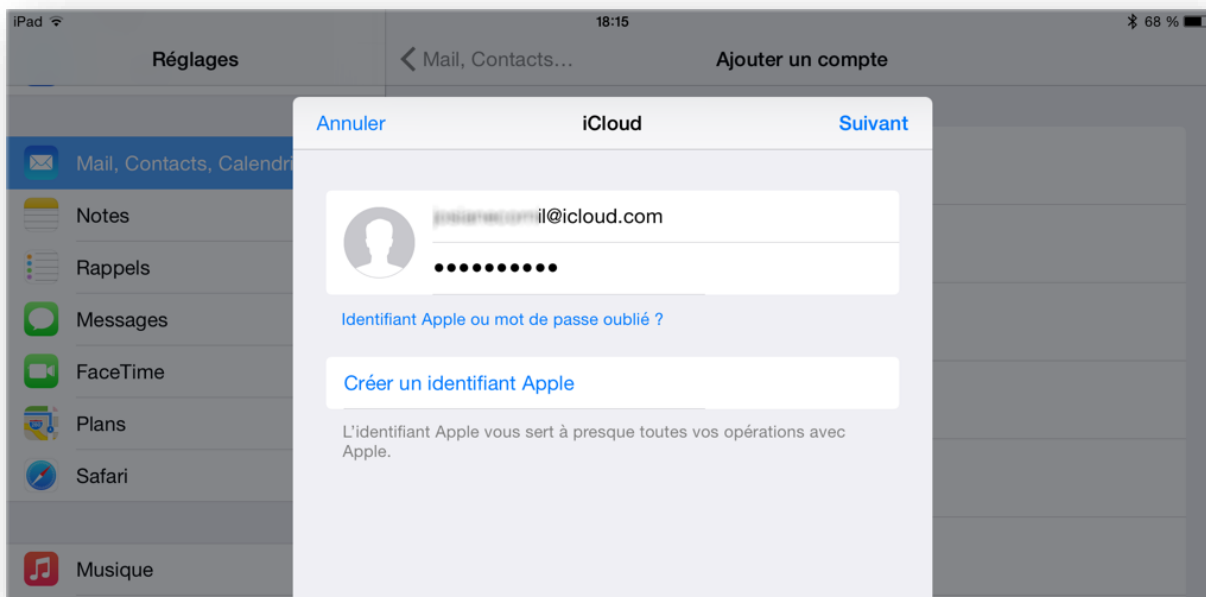 iPad 18:15 68 %
Réglages
Mail, Contacts...
Ajouter un compte
Annuler
iCloud
Suivant
Mail, Contacts, Calendri
Notes
Rappels
Messages
FaceTime
Plans
Safari
Musique
il@icloud.com
••••••••••
Identifiant Apple ou mot de passe oublié ?
Créer un identifiant Apple
L'identifiant Apple vous sert à presque toutes vos opérations avec
Apple.